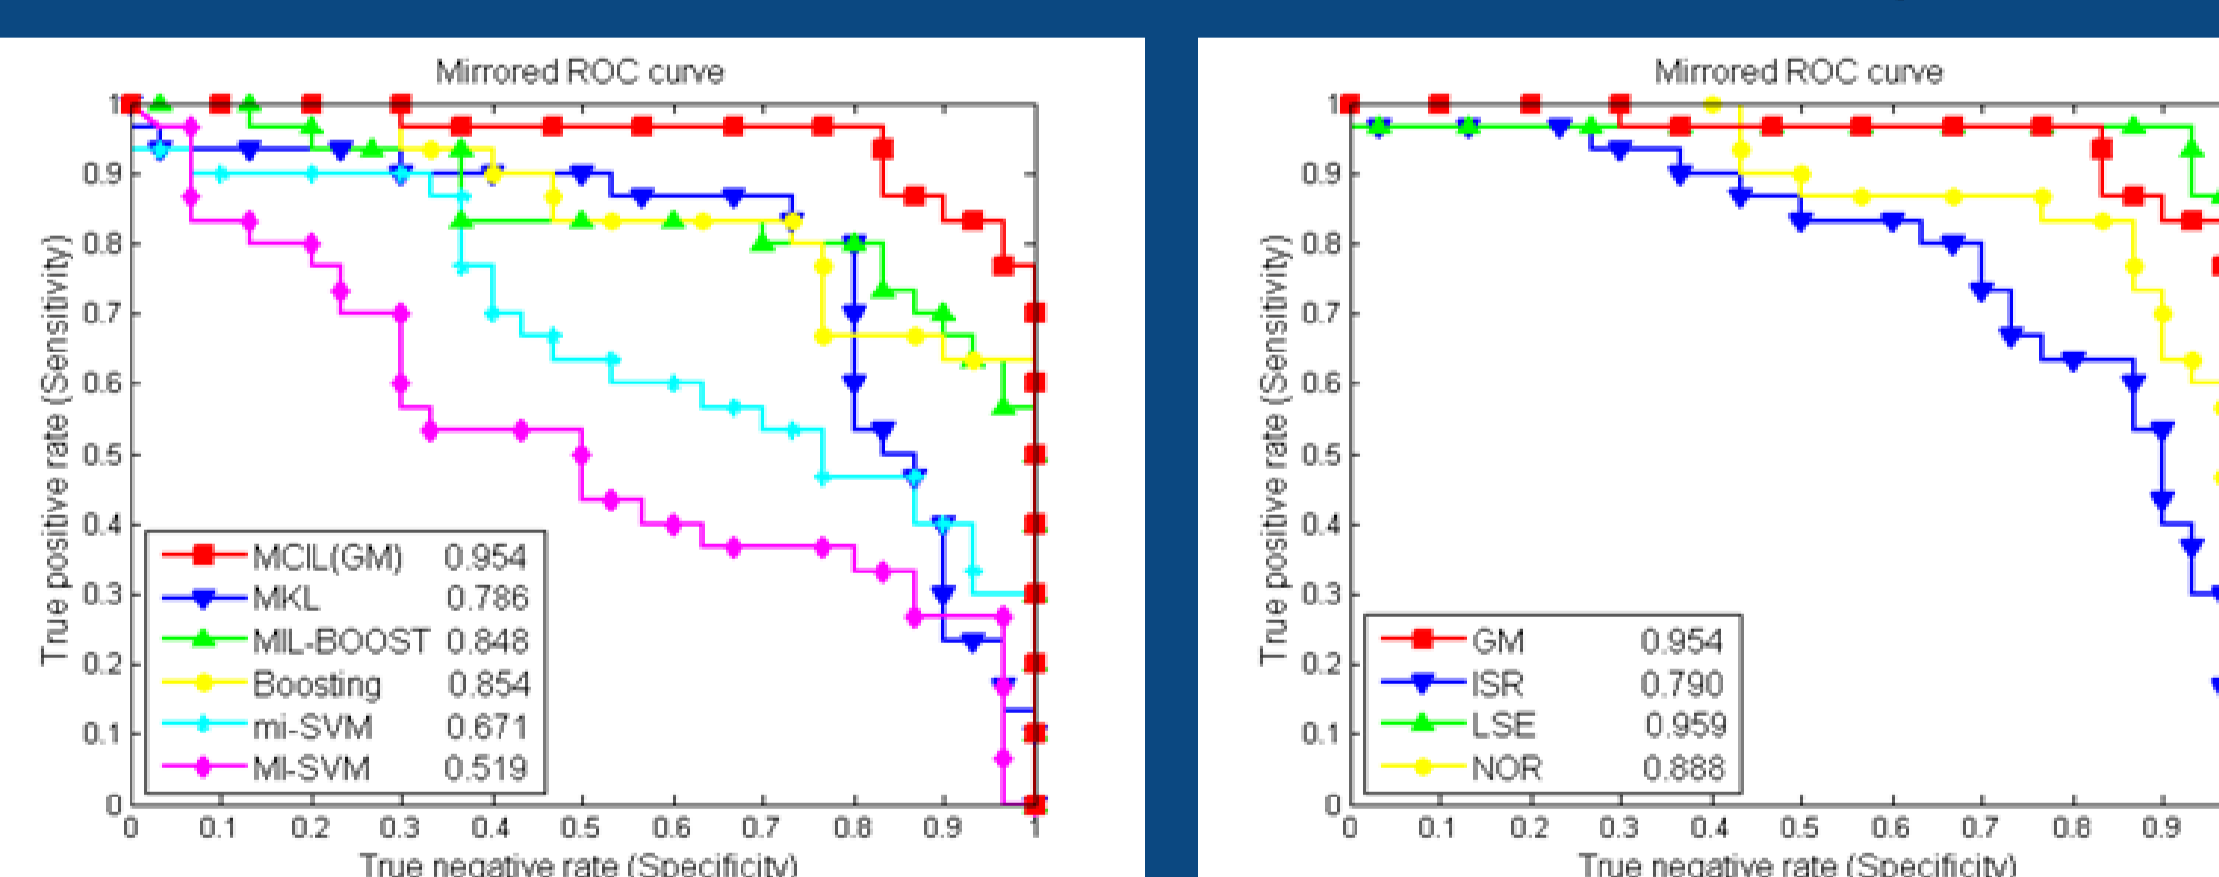 Mirrored ROC curve
True positive rate (Sensitivity)
1
0.9
0.8
0.7
0.6
0.5
0.4
0.3
0.2
0.1
0
MCIL(GM) 0.954
MKL 0.786
MIL-BOOST 0.848
Boosting 0.854
mi-SVM 0.671
MI-SVM 0.519
0 0.1 0.2 0.3 0.4 0.5 0.6 0.7 0.8 0.9 1
True negative rate (Specificity)
Mirrored ROC curve
True positive rate (Sensitivity)
1
0.9
0.8
0.7
0.6
0.5
0.4
0.3
0.2
0.1
0
GM 0.954
ISR 0.790
LSE 0.959
NOR 0.888
0 0.1 0.2 0.3 0.4 0.5 0.6 0.7 0.8 0.9
True negative rate (Specificity)